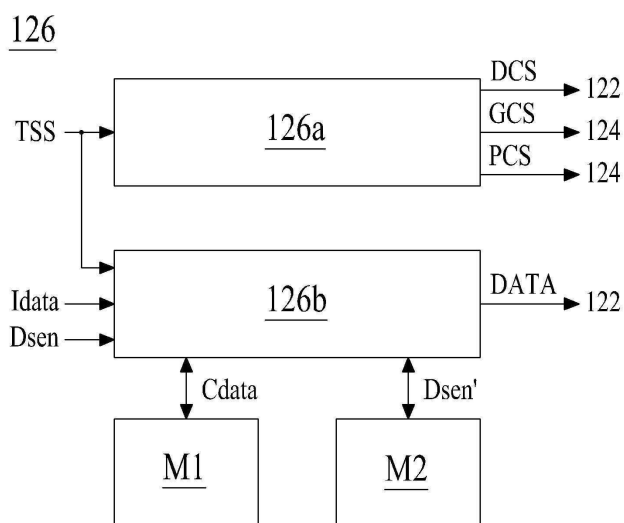 126
TSS
126a
DCS
122
GCS
124
PCS
124
Idata
Dsen
126b
DATA
122
Cdata
Dsen'
M1
M2